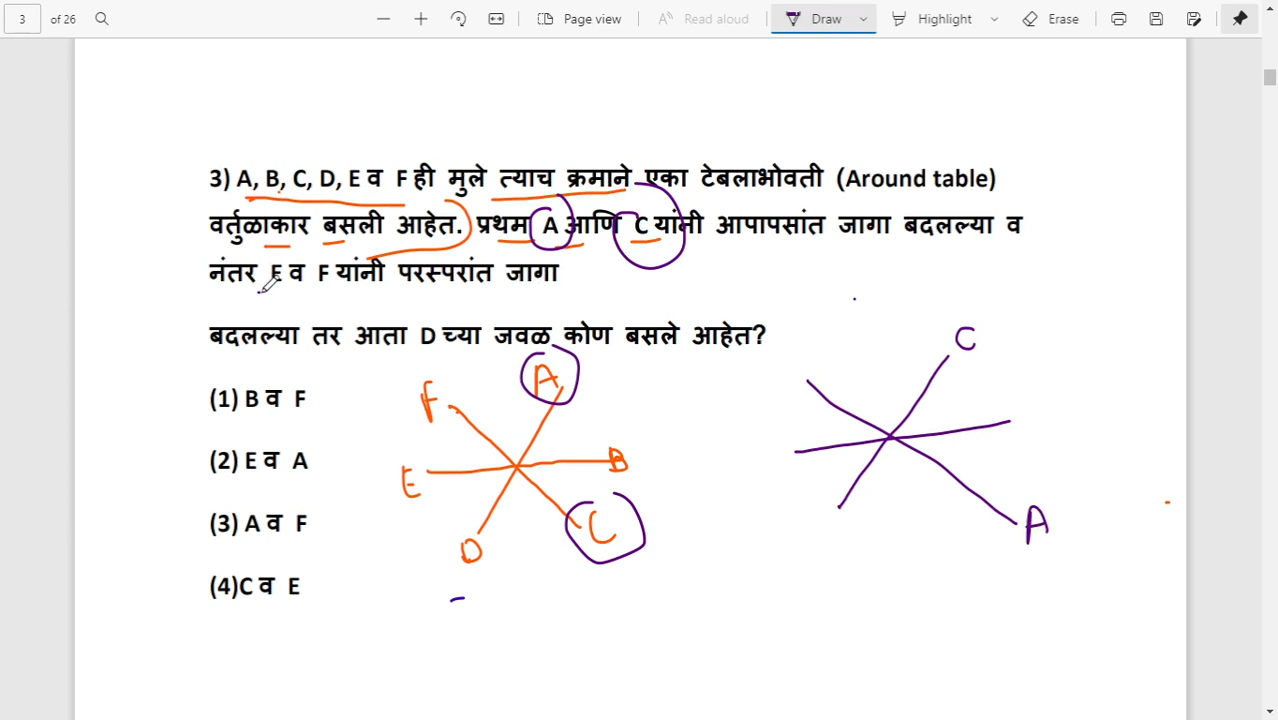 3
of 26
Page view
Read aloud
Draw
Highlight
Erase
3) A, B, C, D, E व F ही मुले त्याच क्रमाने एका टेबलाभोवती (Around table)
वर्तुळाकार बसली आहेत. प्रथम A आणि C यांनी आपापसांत जागा बदलल्या व
नंतर E व F यांनी परस्परांत जागा
बदलल्या तर आता D च्या जवळ कोण बसले आहेत?
(1) B व F
(2) E व A
(3) A व F
(4)C व E
A
F
B
E
C
D
C
A